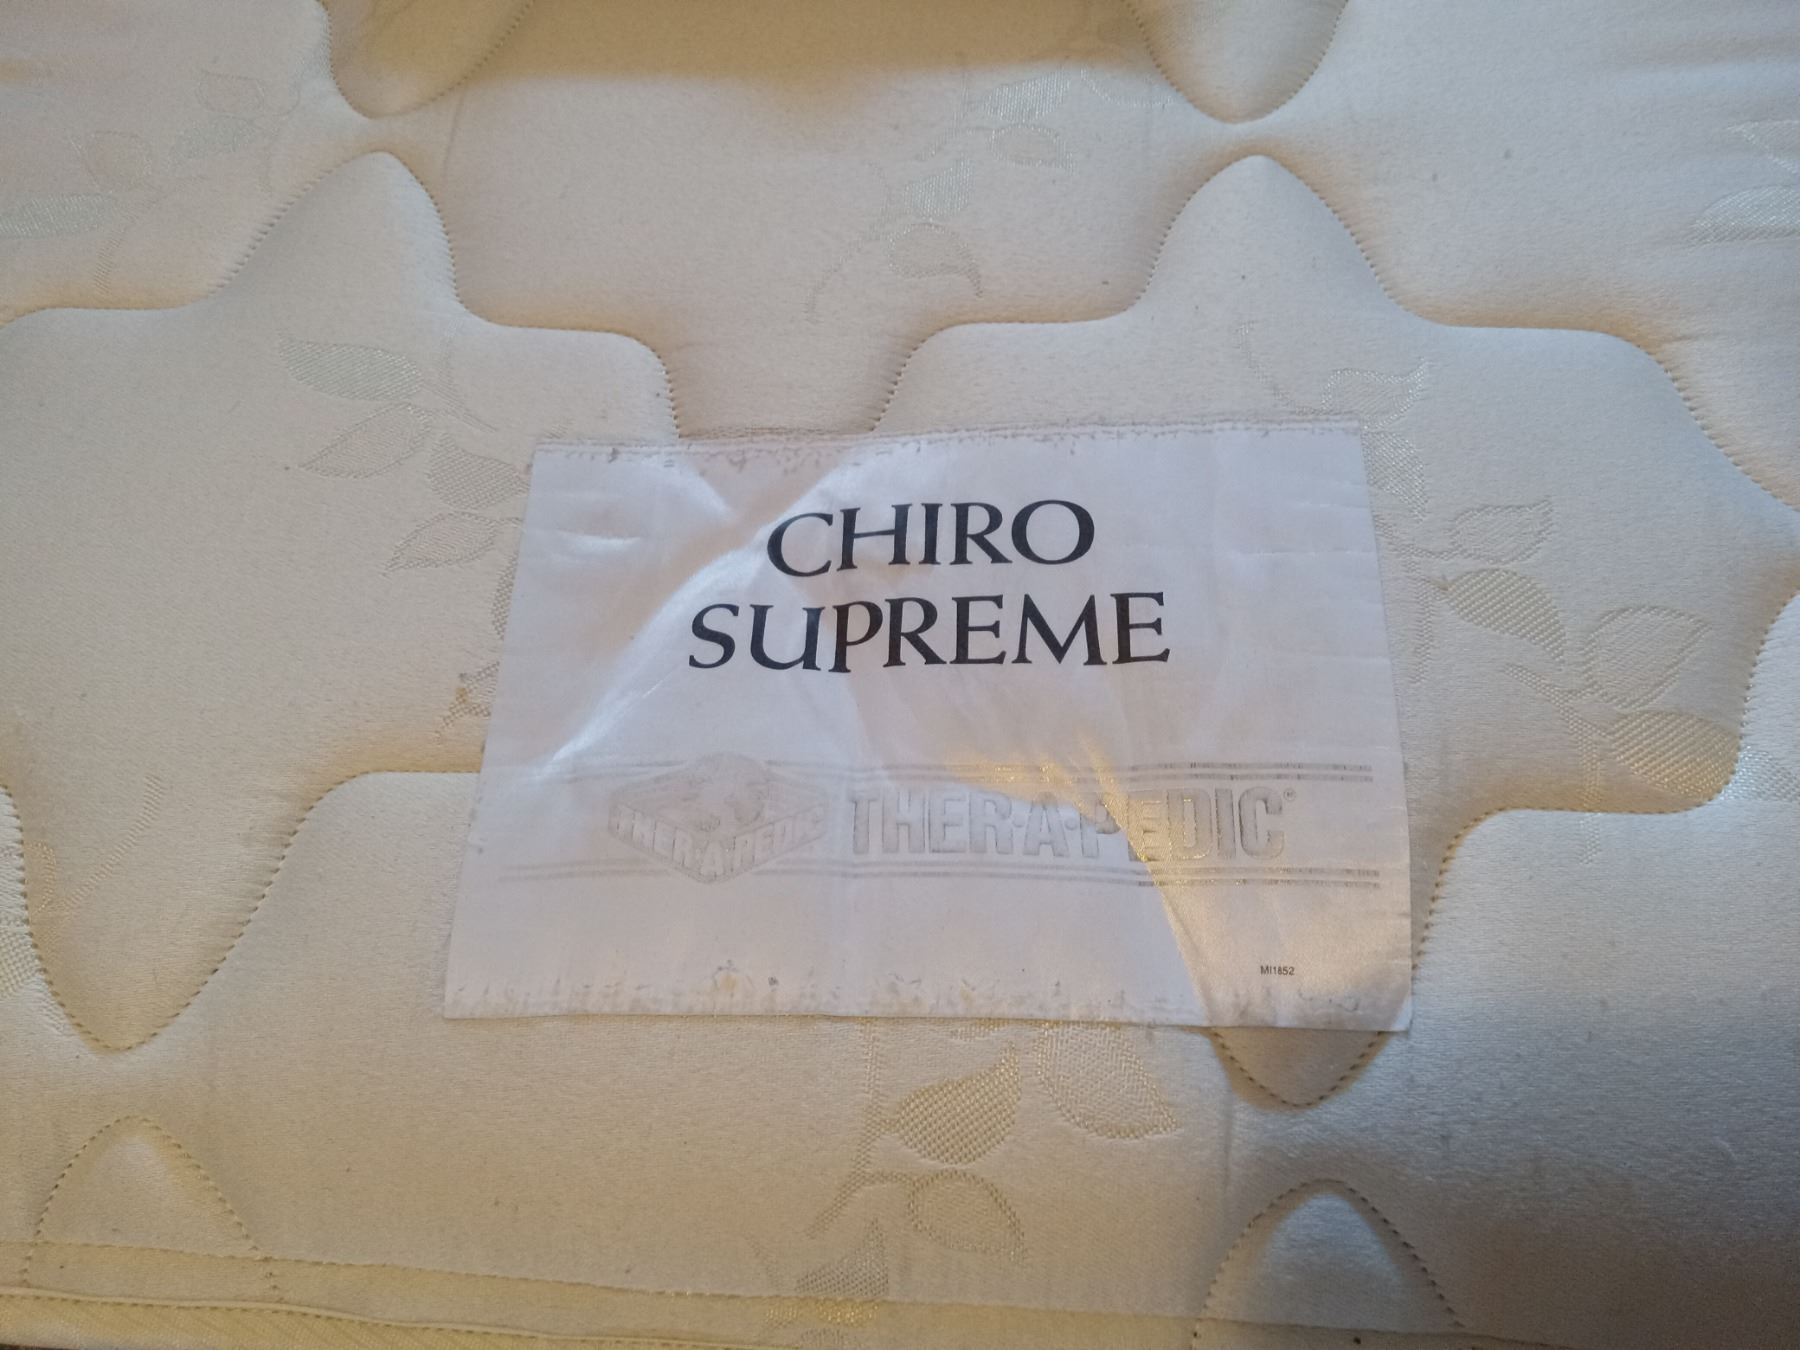 CHIRO
SUPREME
THER·A·PEDIC
THER·A·PEDIC®
MI1852